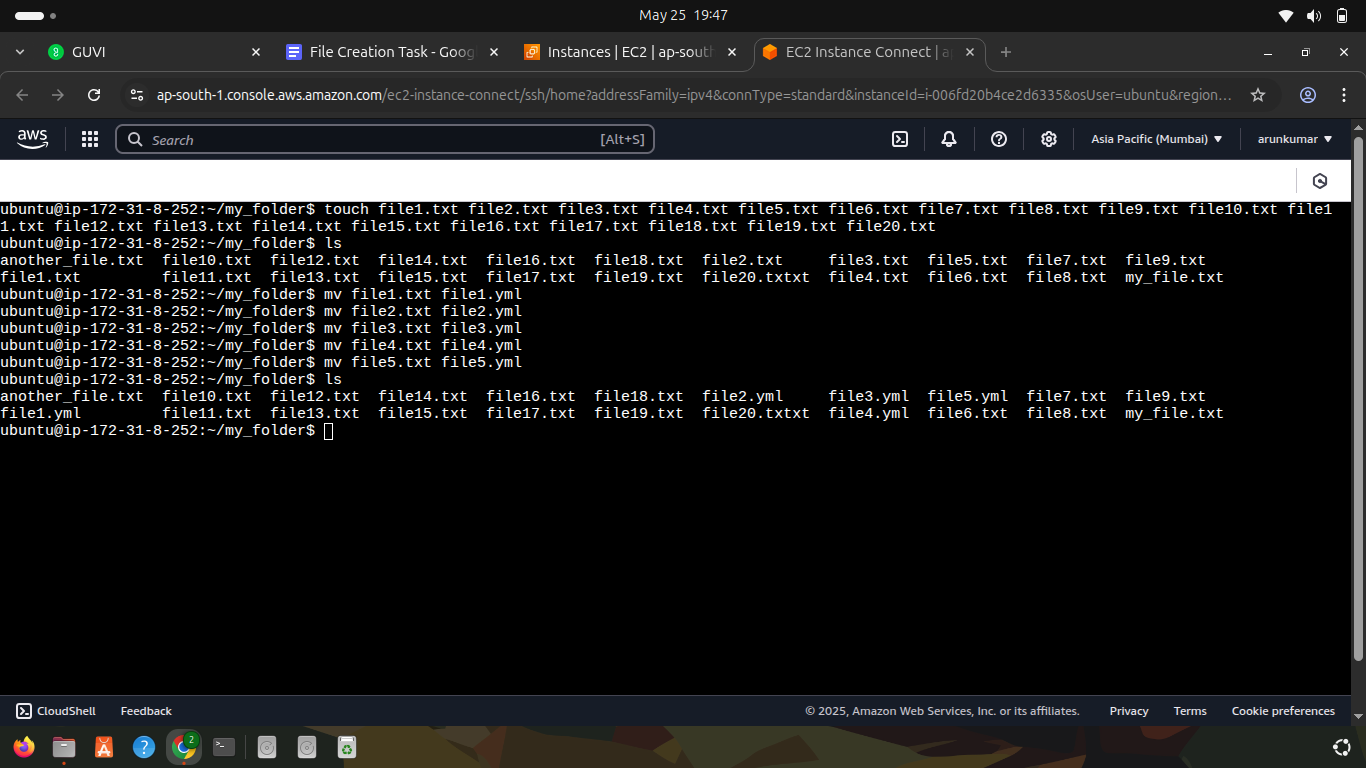 May 25 19:47
GUVI
File Creation Task - Goog
Instances | EC2 | ap-sout
EC2 Instance Connect | a
ap-south-1.console.aws.amazon.com/ec2-instance-connect/ssh/home?addressFamily=ipv4&connType=standard&instanceId=i-006fd20b4ce2d6335&osUser=ubuntu&region...
aws
Search
[Alt+S]
Asia Pacific (Mumbai)
arunkumar
ubuntu@ip-172-31-8-252:~/my_folder$ touch file1.txt file2.txt file3.txt file4.txt file5.txt file6.txt file7.txt file8.txt file9.txt file10.txt file1
1.txt file12.txt file13.txt file14.txt file15.txt file16.txt file17.txt file18.txt file19.txt file20.txt
ubuntu@ip-172-31-8-252:~/my_folder$ ls
another_file.txt  file10.txt  file12.txt  file14.txt  file16.txt  file18.txt  file2.txt     file3.txt  file5.txt  file7.txt  file9.txt
file1.txt         file11.txt  file13.txt  file15.txt  file17.txt  file19.txt  file20.txtxt  file4.txt  file6.txt  file8.txt  my_file.txt
ubuntu@ip-172-31-8-252:~/my_folder$ mv file1.txt file1.yml
ubuntu@ip-172-31-8-252:~/my_folder$ mv file2.txt file2.yml
ubuntu@ip-172-31-8-252:~/my_folder$ mv file3.txt file3.yml
ubuntu@ip-172-31-8-252:~/my_folder$ mv file4.txt file4.yml
ubuntu@ip-172-31-8-252:~/my_folder$ mv file5.txt file5.yml
ubuntu@ip-172-31-8-252:~/my_folder$ ls
another_file.txt  file10.txt  file12.txt  file14.txt  file16.txt  file18.txt  file2.yml     file3.yml  file5.yml  file7.txt  file9.txt
file1.yml         file11.txt  file13.txt  file15.txt  file17.txt  file19.txt  file20.txtxt  file4.yml  file6.txt  file8.txt  my_file.txt
ubuntu@ip-172-31-8-252:~/my_folder$
CloudShell
Feedback
© 2025, Amazon Web Services, Inc. or its affiliates.
Privacy
Terms
Cookie preferences
2